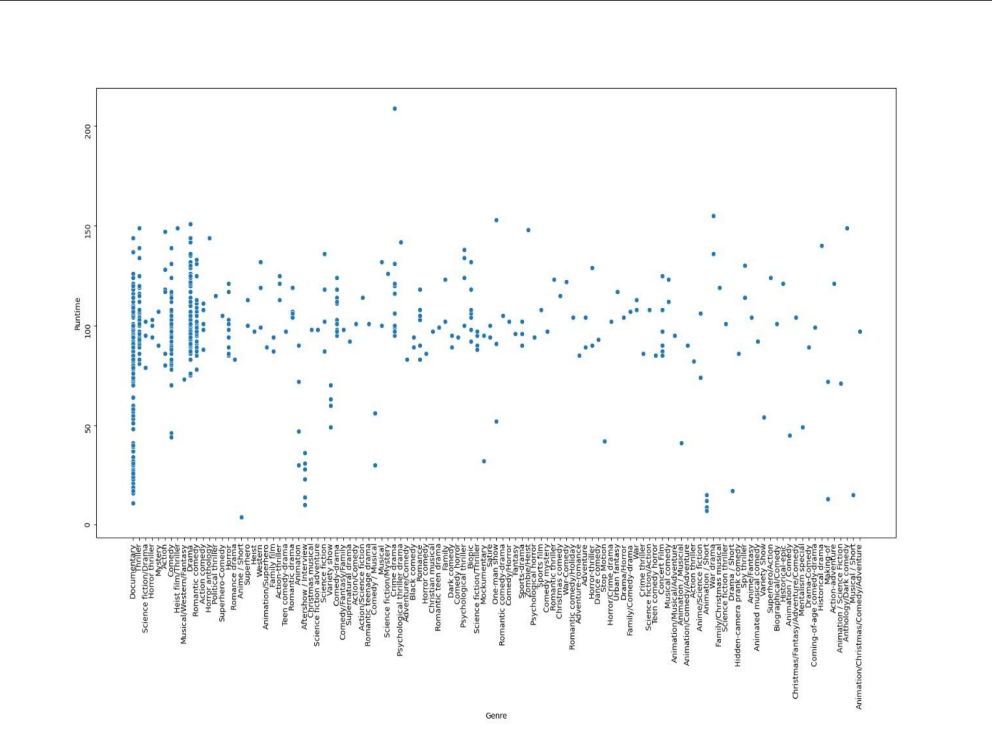 200
150
100
50
0
Runtime
Documentary
Thriller
Science fiction/Drama
Horror thriller
Mystery
Action
Comedy
Heist film/Thriller
Musical/Western/Fantasy
Drama
Romantic comedy
Action comedy
Horror anthology
Political thriller
Superhero-Comedy
Horror
Romance drama
Anime / Short
Superhero
Heist
Western
Animation/Superhero
Family film
Action-thriller
Teen comedy-drama
Romantic drama
Animation
Aftershow / Interview
Christmas musical
Science fiction adventure
Science fiction
Variety show
Comedy-drama
Comedy/Fantasy/Family
Supernatural drama
Action/Comedy
Action/Science fiction
Romantic teenage drama
Comedy / Musical
Musical
Science fiction/Mystery
Crime drama
Psychological thriller drama
Adventure/Comedy
Black comedy
Romance
Horror comedy
Christian musical
Romantic teen drama
Family
Dark comedy
Comedy horror
Psychological thriller
Biopic
Science fiction/Thriller
Mockumentary
Satire
One-man show
Romantic comedy-drama
Comedy/Horror
Fantasy
Sports-drama
Zombie/Heist
Psychological horror
Sports film
Comedy mystery
Romantic thriller
Christmas comedy
War-Comedy
Romantic comedy/Holiday
Adventure-romance
Adventure
Horror-thriller
Dance comedy
Stop Motion
Horror/Crime drama
Urban fantasy
Drama/Horror
Family/Comedy-drama
War
Crime thriller
Science fiction/Action
Teen comedy horror
Concert Film
Musical comedy
Animation/Musical/Adventure
Animation / Musical
Animation/Comedy/Adventure
Action thriller
Anime/Science fiction
Animation / Short
War drama
Family/Christmas musical
Science fiction thriller
Drama / Short
Hidden-camera prank comedy
Spy thriller
Anime/Fantasy
Animated musical comedy
Variety Show
Superhero/Action
Biographical/Comedy
Historical-epic
Animation / Comedy
Christmas/Fantasy/Adventure/Comedy
Mentalism special
Drama-Comedy
Coming-of-age comedy-drama
Historical drama
Making-of
Action-adventure
Animation / Science Fiction
Anthology/Dark comedy
Musical / Short
Animation/Christmas/Comedy/Adventure
Genre